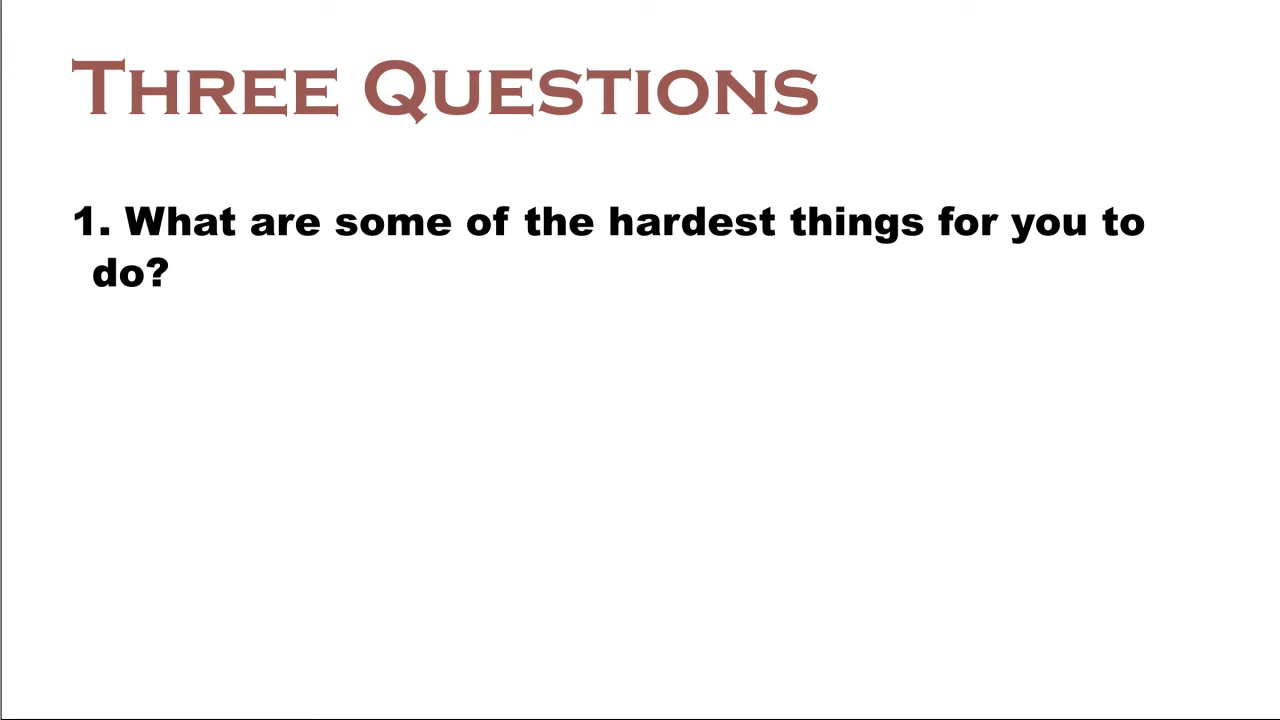 Three Questions
1. What are some of the hardest things for you to
do?